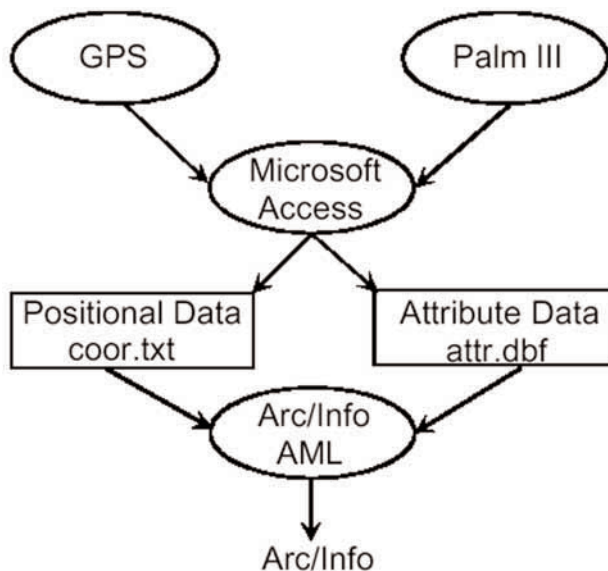 GPS
Palm III
Microsoft
Access
Positional Data
coor.txt
Attribute Data
attr.dbf
Arc/Info
AML
Arc/Info